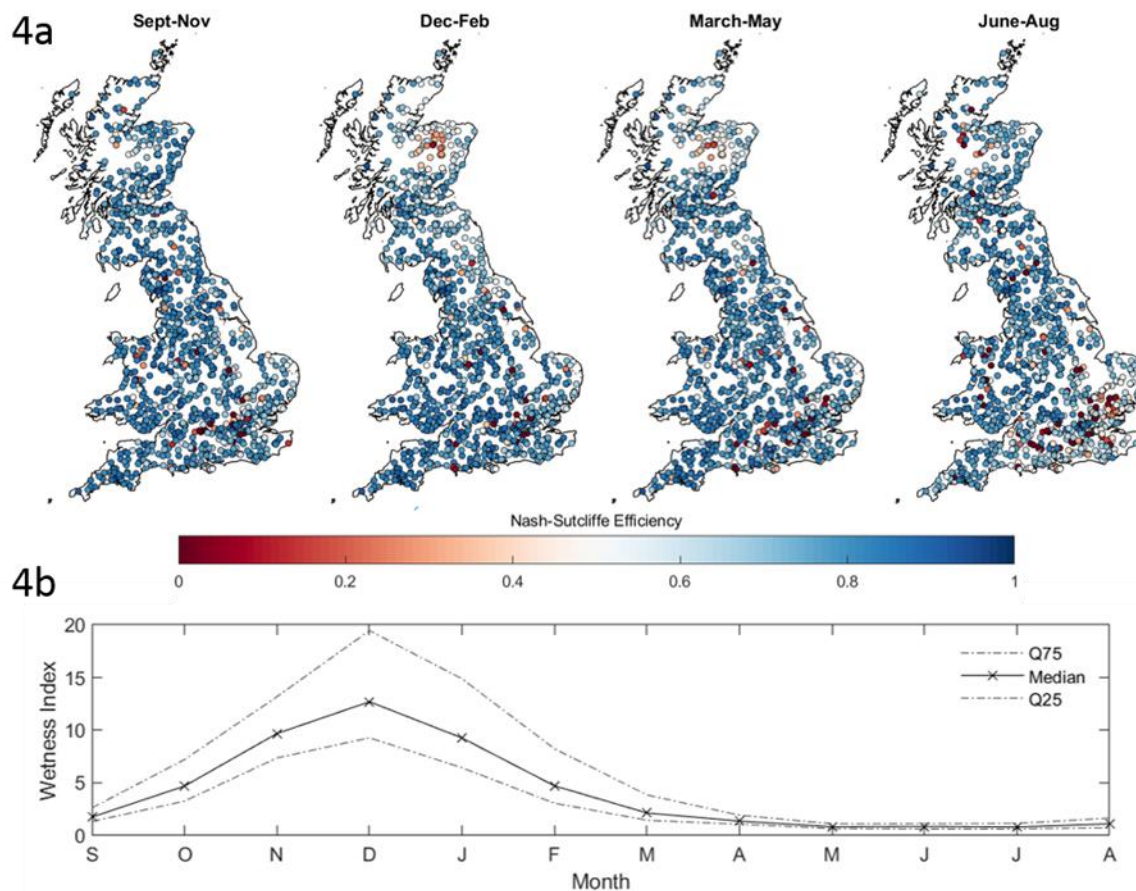 4a
Sept-Nov Dec-Feb March-May June-Aug
Nash-Sutcliffe Efficiency
0 0.2 0.4 0.6 0.8 1
4b
20
15
10
5
0
Wetness Index
Q75
Median
Q25
S O N D J F M A M J J A
Month